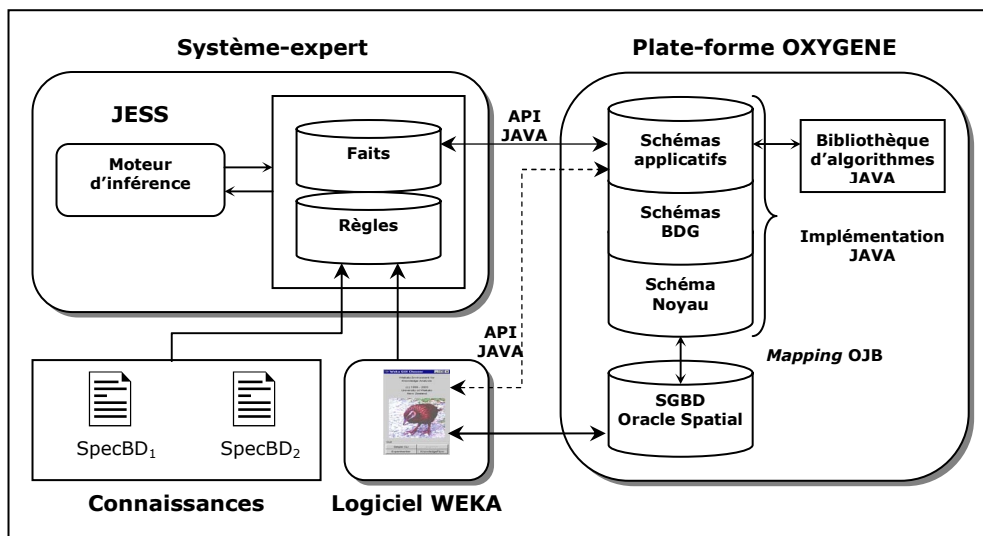 Système-expert
Plate-forme OXYGENE
JESS
Moteur
d'inférence
Faits
Règles
API
JAVA
Schémas
applicatifs
Schémas
BDG
Schéma
Noyau
Bibliothèque
d'algorithmes
JAVA
Implémentation
JAVA
API
JAVA
Mapping OJB
SGBD
Oracle Spatial
SpecBD1
SpecBD2
Connaissances
Logiciel WEKA